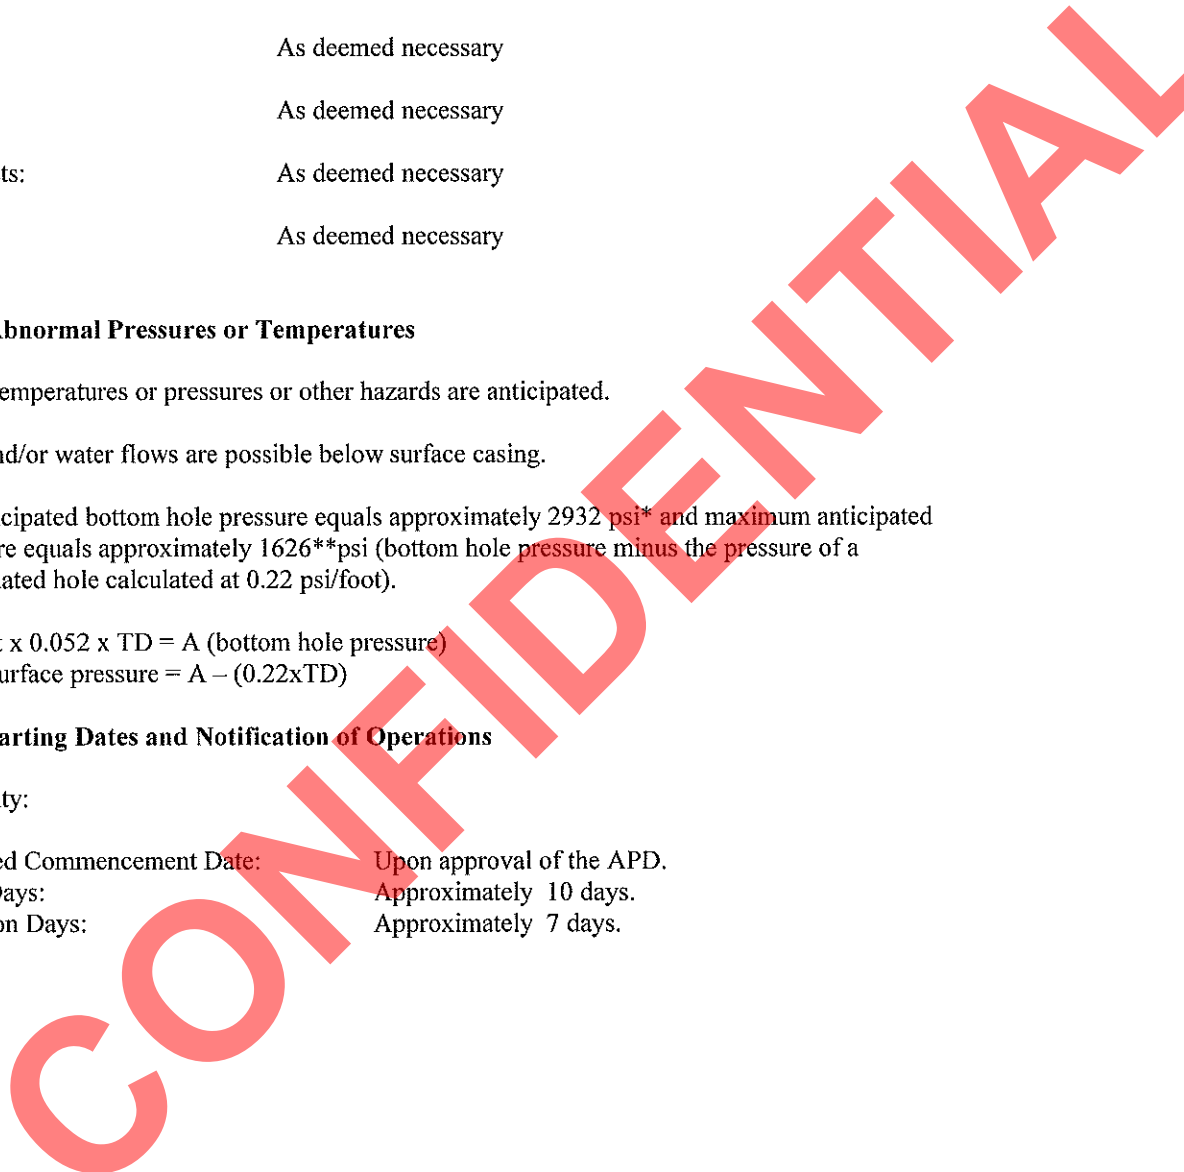 As deemed necessary
As deemed necessary
ts: As deemed necessary
As deemed necessary
Abnormal Pressures or Temperatures
temperatures or pressures or other hazards are anticipated.
nd/or water flows are possible below surface casing.
cipated bottom hole pressure equals approximately 2932 psi* and maximum anticipated
re equals approximately 1626**psi (bottom hole pressure minus the pressure of a
ated hole calculated at 0.22 psi/foot).
t x 0.052 x TD = A (bottom hole pressure)
urface pressure = A – (0.22xTD)
arting Dates and Notification of Operations
ty:
ed Commencement Date: Upon approval of the APD.
Days: Approximately 10 days.
on Days: Approximately 7 days.
CONFIDENTIAL